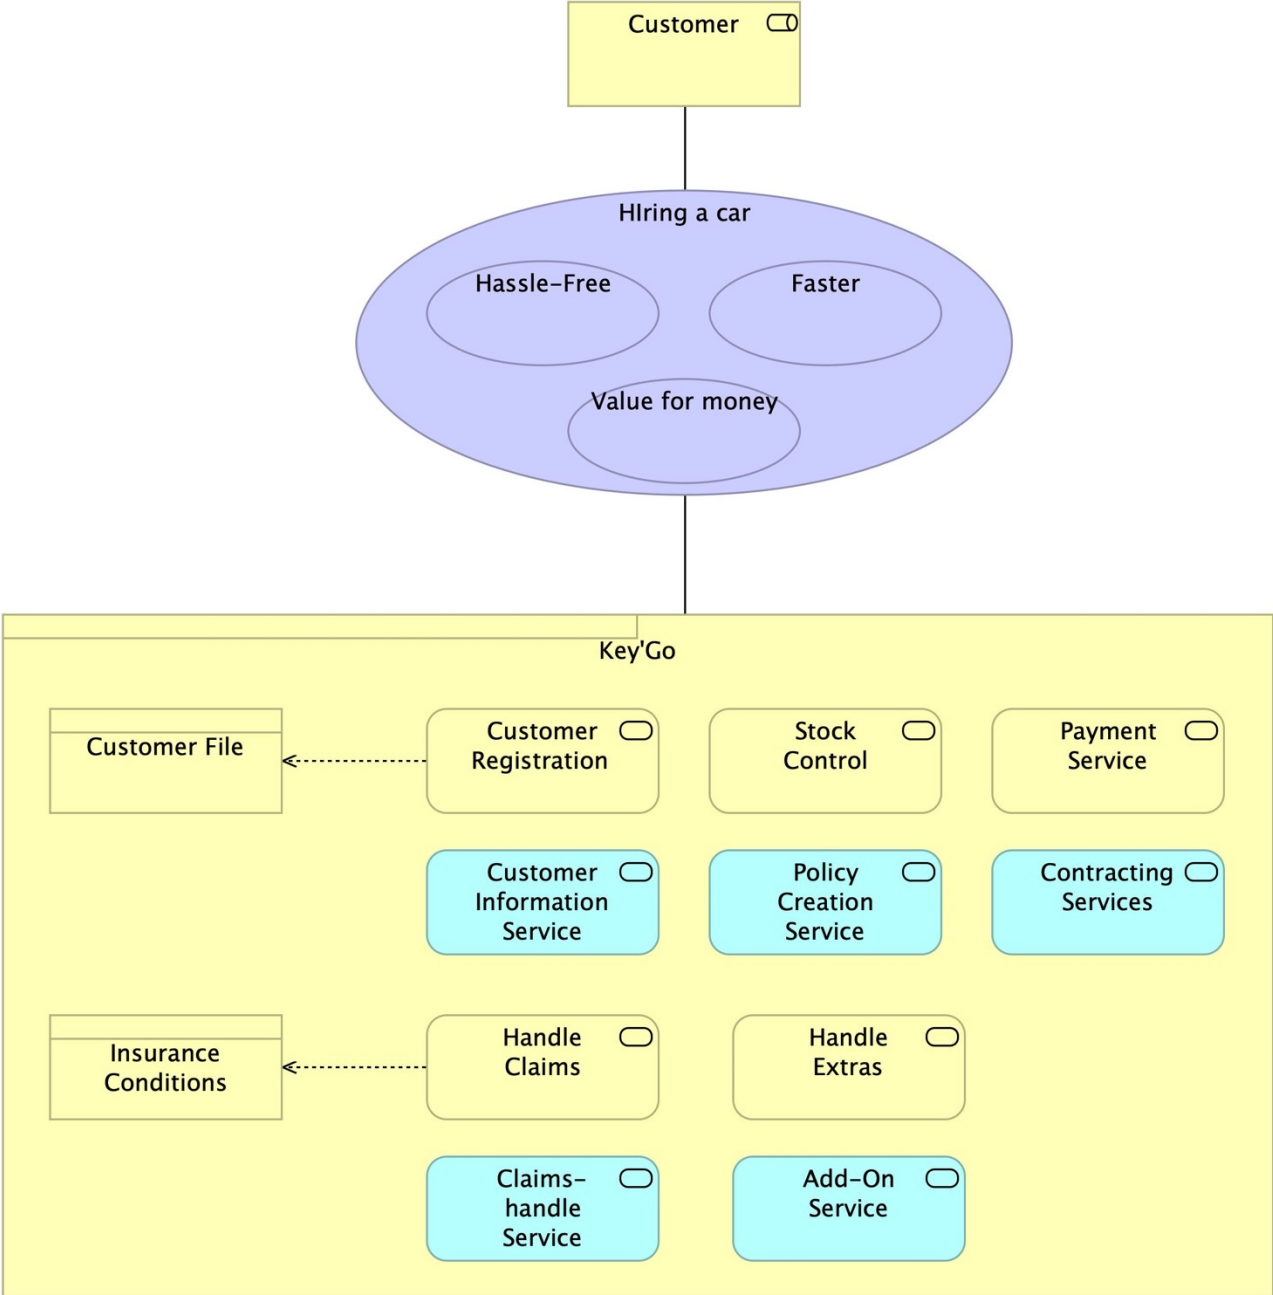 Customer
HIring a car
Hassle-Free
Faster
Value for money
Key'Go
Customer File
Customer
Registration
Stock
Control
Payment
Service
Customer
Information
Service
Policy
Creation
Service
Contracting
Services
Insurance
Conditions
Handle
Claims
Handle
Extras
Claims-
handle
Service
Add-On
Service